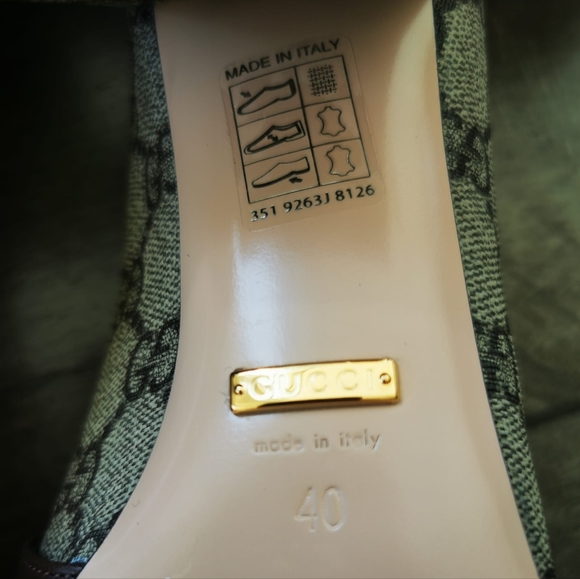 MADE IN ITALY
351 9263J 8126
GUCCI
made in italy
40